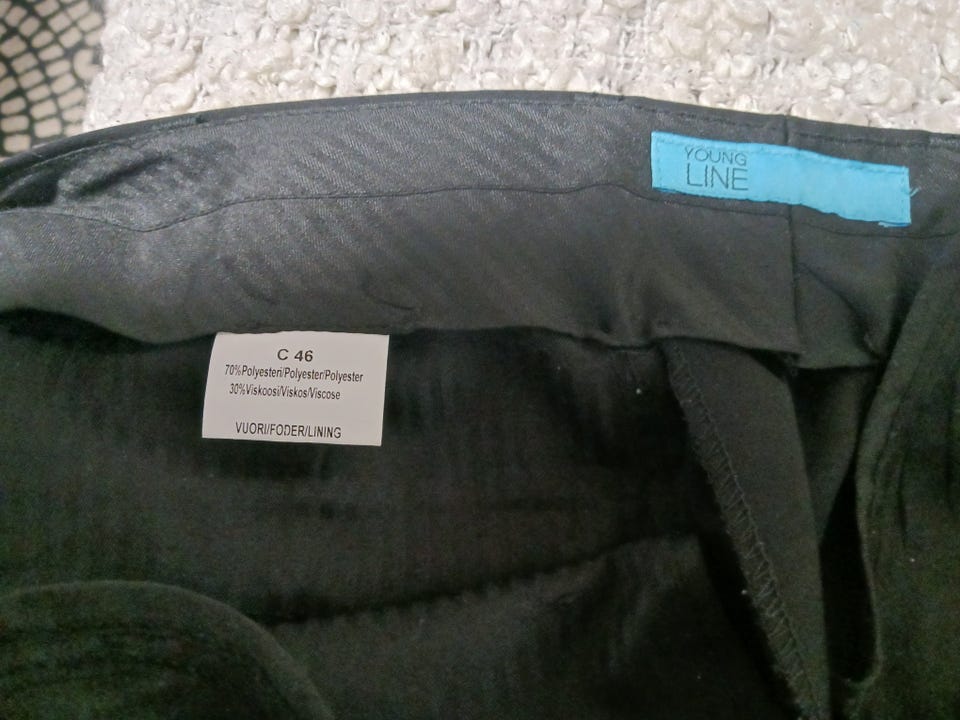 YOUNG
LINE
C 46
70%Polyesteri/Polyester/Polyester
30%Viskoosi/Viskos/Viscose
VUORI/FODER/LINING